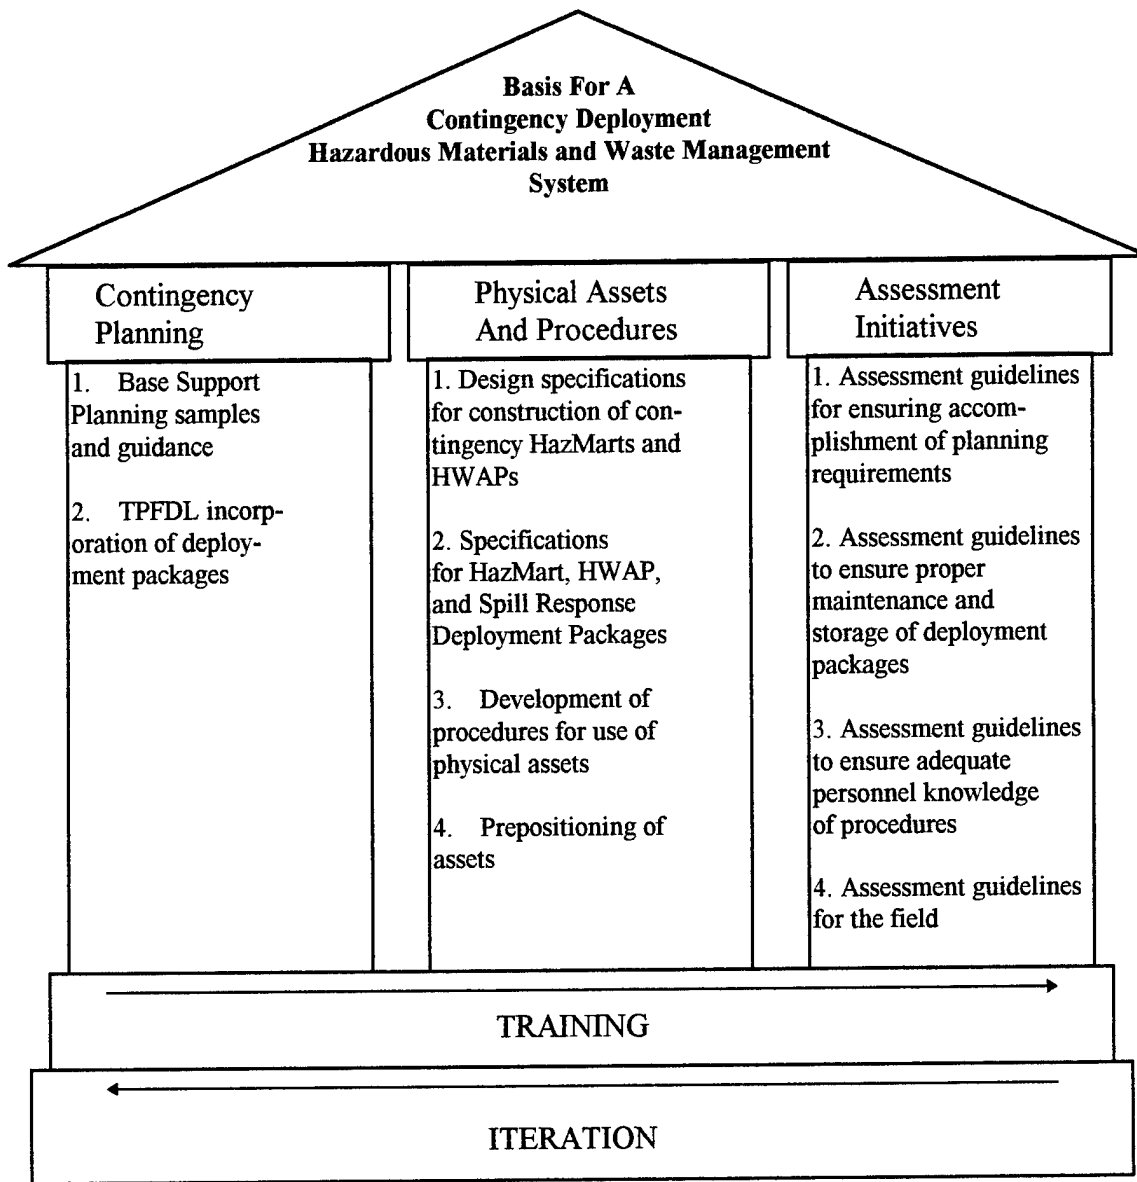 Basis For A
Contingency Deployment
Hazardous Materials and Waste Management
System
Contingency
Planning
1. Base Support
Planning samples
and guidance
2. TPFDL incorp-
oration of deploy-
ment packages
Physical Assets
And Procedures
1. Design specifications
for construction of con-
tingency HazMarts and
HWAPs
2. Specifications
for HazMart, HWAP,
and Spill Response
Deployment Packages
3. Development of
procedures for use of
physical assets
4. Prepositioning of
assets
Assessment
Initiatives
1. Assessment guidelines
for ensuring accom-
plishment of planning
requirements
2. Assessment guidelines
to ensure proper
maintenance and
storage of deployment
packages
3. Assessment guidelines
to ensure adequate
personnel knowledge
of procedures
4. Assessment guidelines
for the field
TRAINING
ITERATION